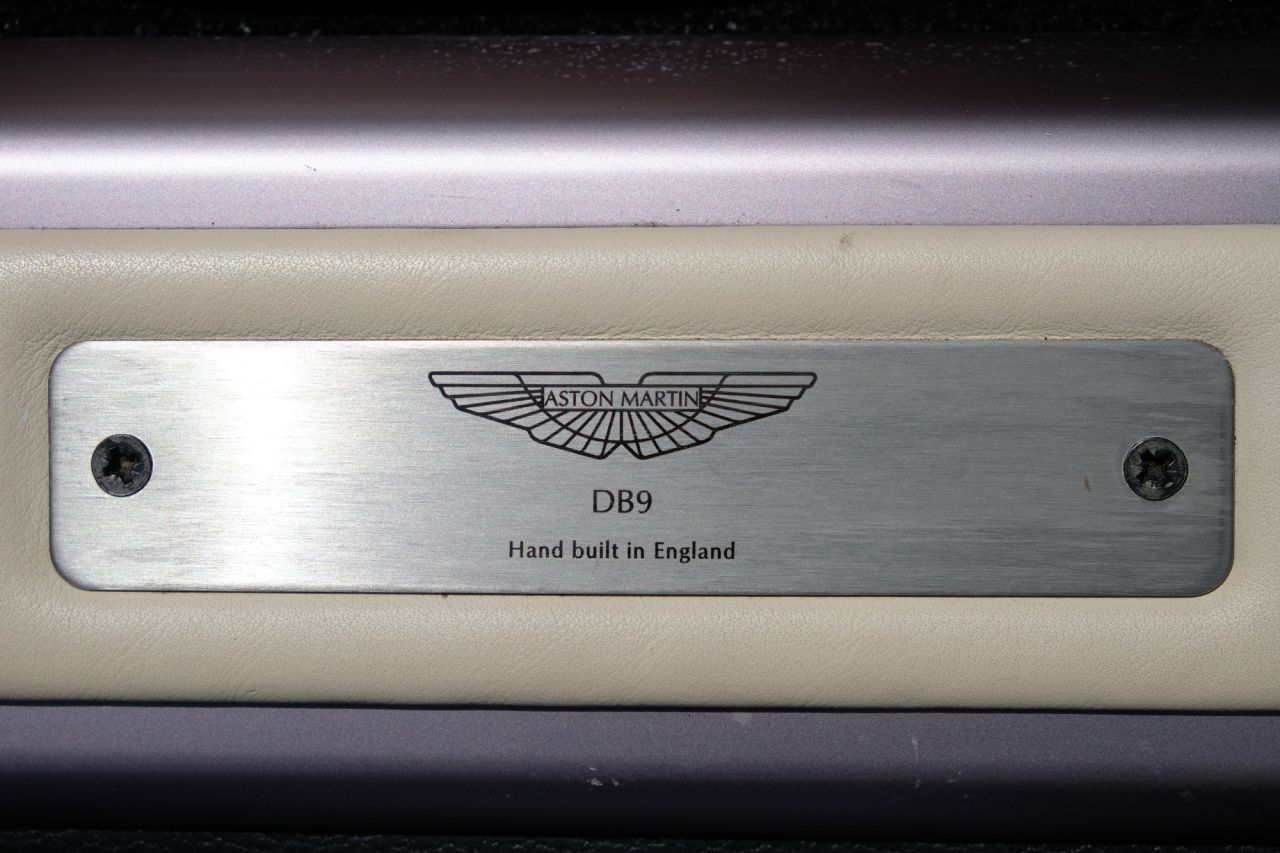 ASTON MARTIN
DB9
Hand built in England